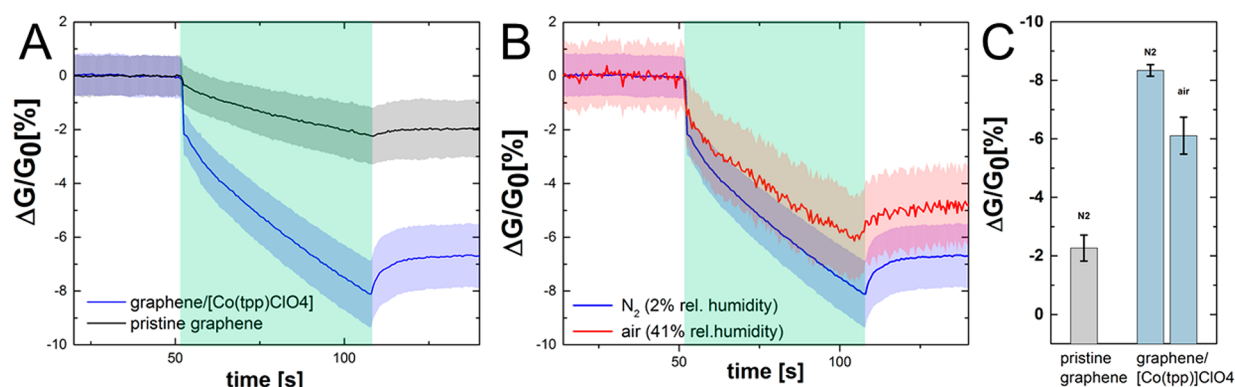 A
ΔG/G0[%]
2
0
-2
-4
-6
-8
-10
50
100
time [s]
graphene/[Co(tpp)ClO4]
pristine graphene
B
ΔG/G0[%]
2
0
-2
-4
-6
-8
-10
50
100
time [s]
N2 (2% rel. humidity)
air (41% rel.humidity)
C
ΔG/G0[%]
-10
-8
-6
-4
-2
0
N2
N2
air
pristine
graphene
graphene/
[Co(tpp)]ClO4